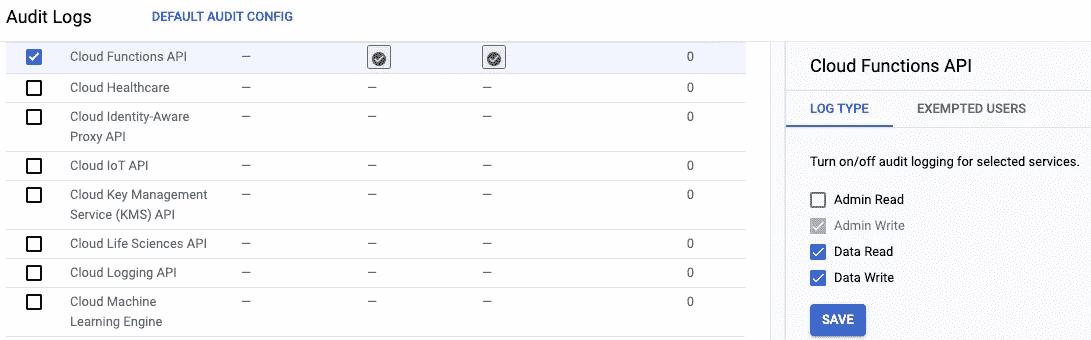 Audit Logs DEFAULT AUDIT CONFIG
Cloud Functions API — 0
Cloud Healthcare — — — 0
Cloud Identity-Aware — — — 0
Proxy API
Cloud IoT API — — — 0
Cloud Key Management — — — 0
Service (KMS) API
Cloud Life Sciences API — — — 0
Cloud Logging API — — — 0
Cloud Machine — — — 0
Learning Engine
Cloud Functions API
LOG TYPE EXEMPTED USERS
Turn on/off audit logging for selected services.
Admin Read
Admin Write
Data Read
Data Write
SAVE